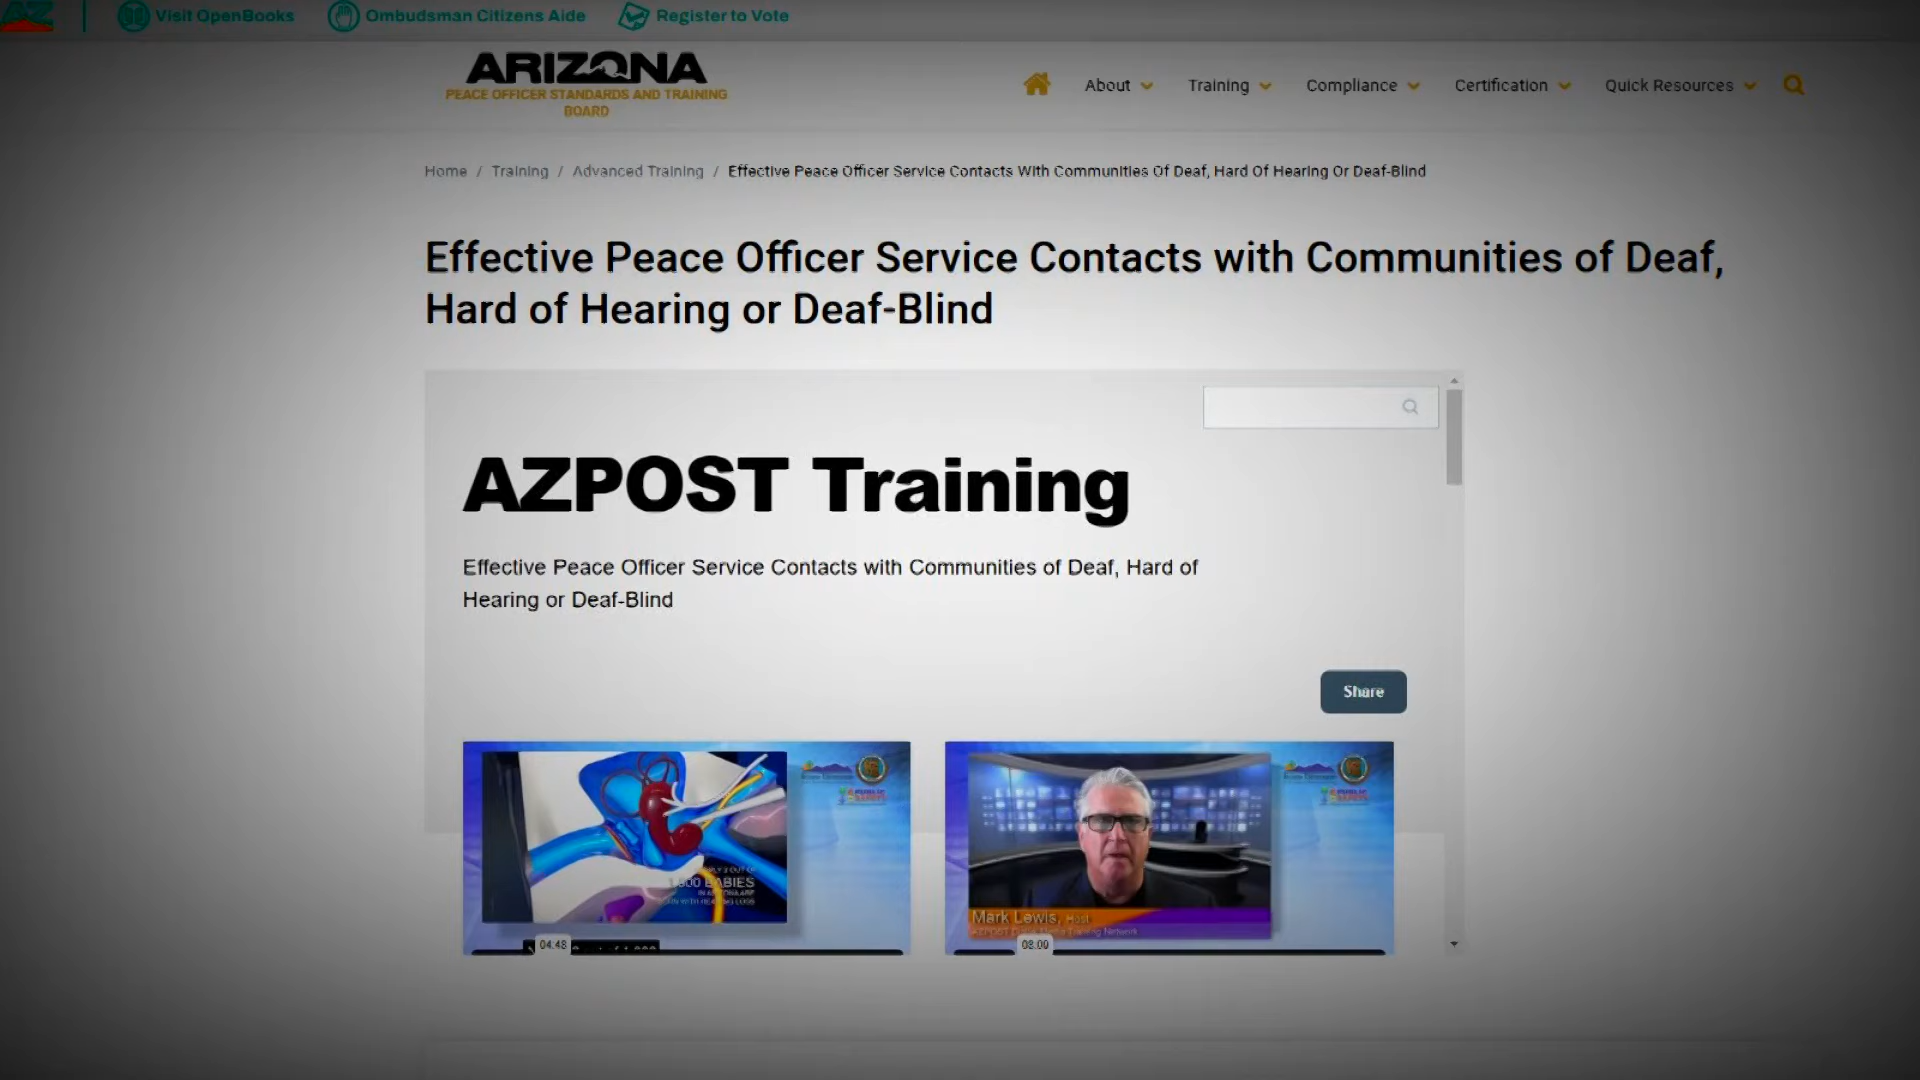 AZ
Visit OpenBooks
Ombudsman Citizens Aide
Register to Vote
ARIZONA
PEACE OFFICER STANDARDS AND TRAINING
BOARD
About
Training
Compliance
Certification
Quick Resources
Home / Training / Advanced Training / Effective Peace Officer Service Contacts With Communities Of Deaf, Hard Of Hearing Or Deaf-Blind
Effective Peace Officer Service Contacts with Communities of Deaf,
Hard of Hearing or Deaf-Blind
AZPOST Training
Effective Peace Officer Service Contacts with Communities of Deaf, Hard of
Hearing or Deaf-Blind
Share
BABIES
04:48
Mark Lewis, Host
Training Network
08:00